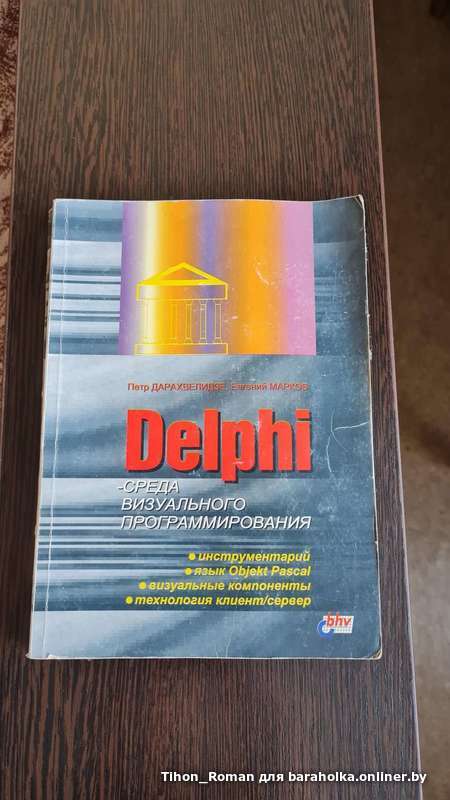 Петр ДАРАХВЕЛИДЗЕ, Евгений МАРКОВ
Delphi
-СРЕДА
ВИЗУАЛЬНОГО
ПРОГРАММИРОВАНИЯ
• инструментарий
• язык Objekt Pascal
• визуальные компоненты
• технология клиент/сервер
bhv
Tihon_Roman для baraholka.onliner.by